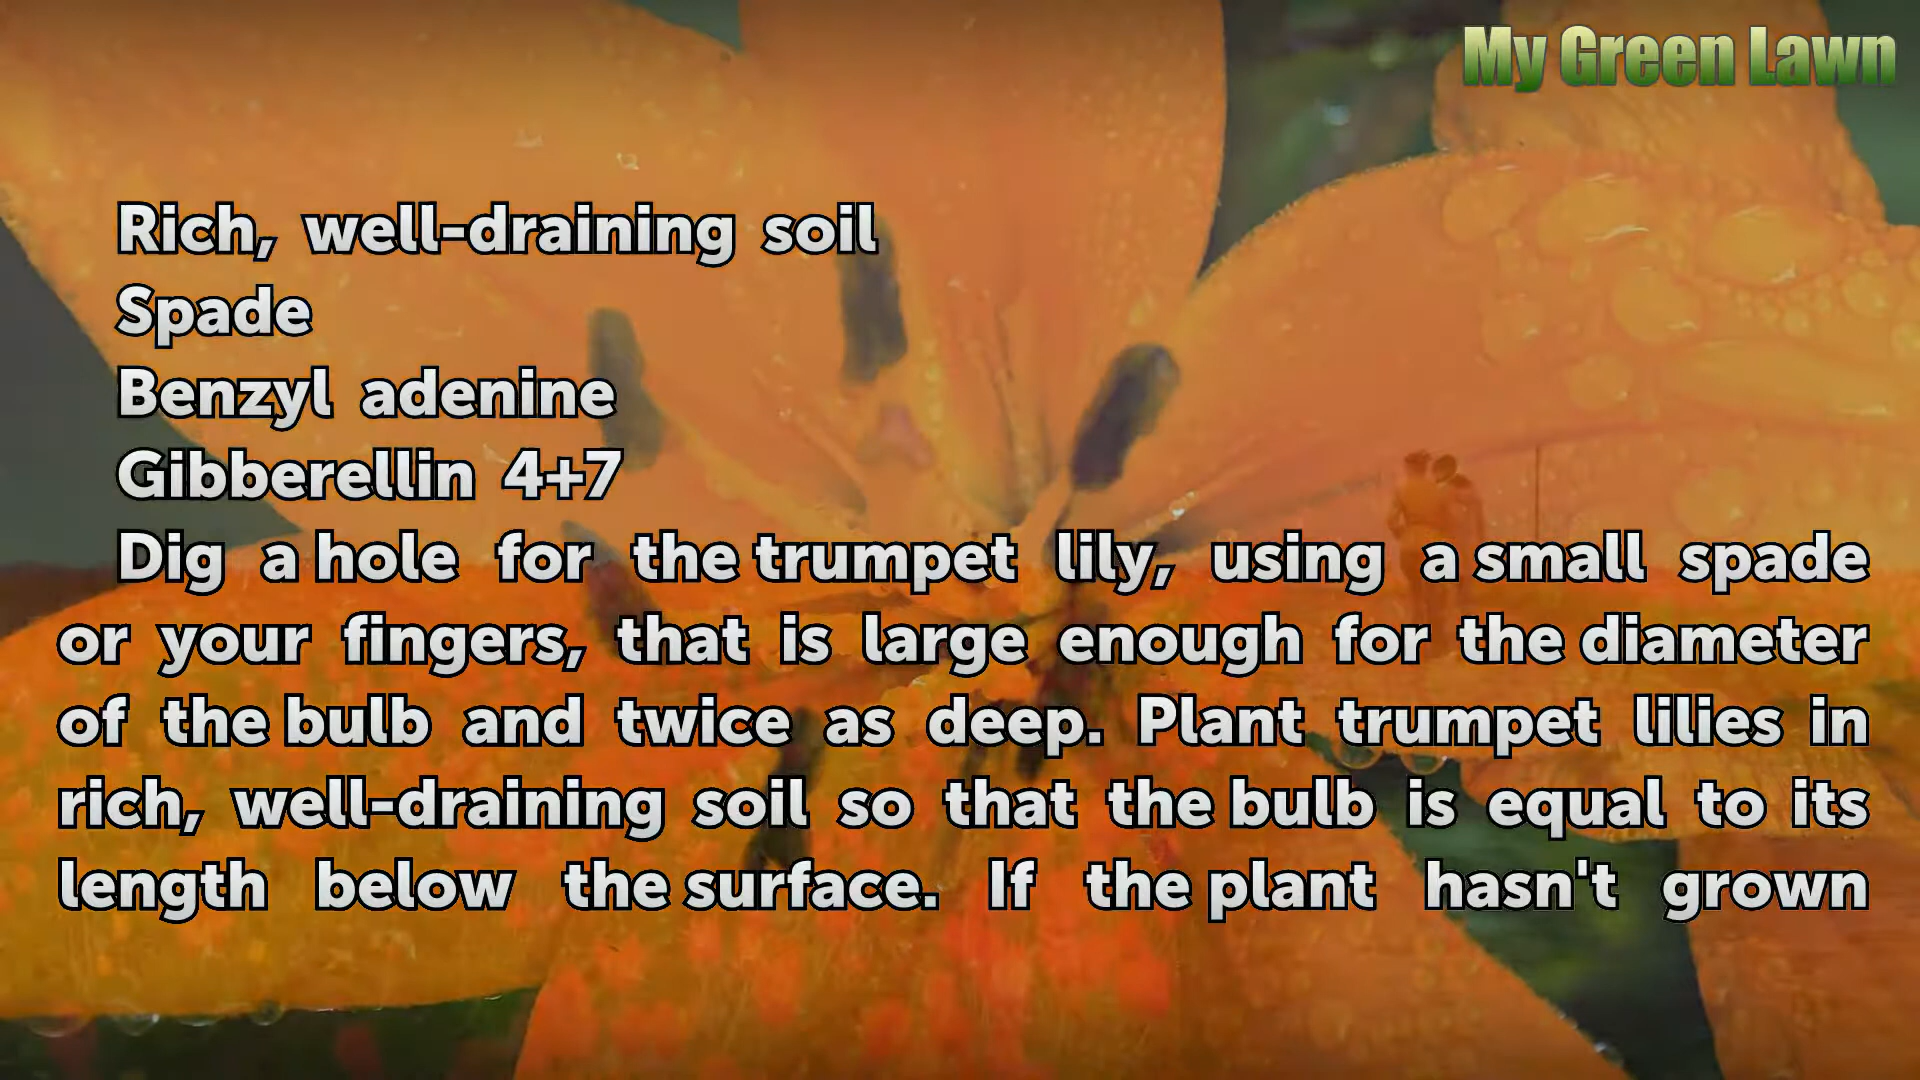 My Green Lawn
Rich, well-draining soil
Spade
Benzyl adenine
Gibberellin 4+7
Dig a hole for the trumpet lily, using a small spade
or your fingers, that is large enough for the diameter
of the bulb and twice as deep. Plant trumpet lilies in
rich, well-draining soil so that the bulb is equal to its
length below the surface. If the plant hasn't grown